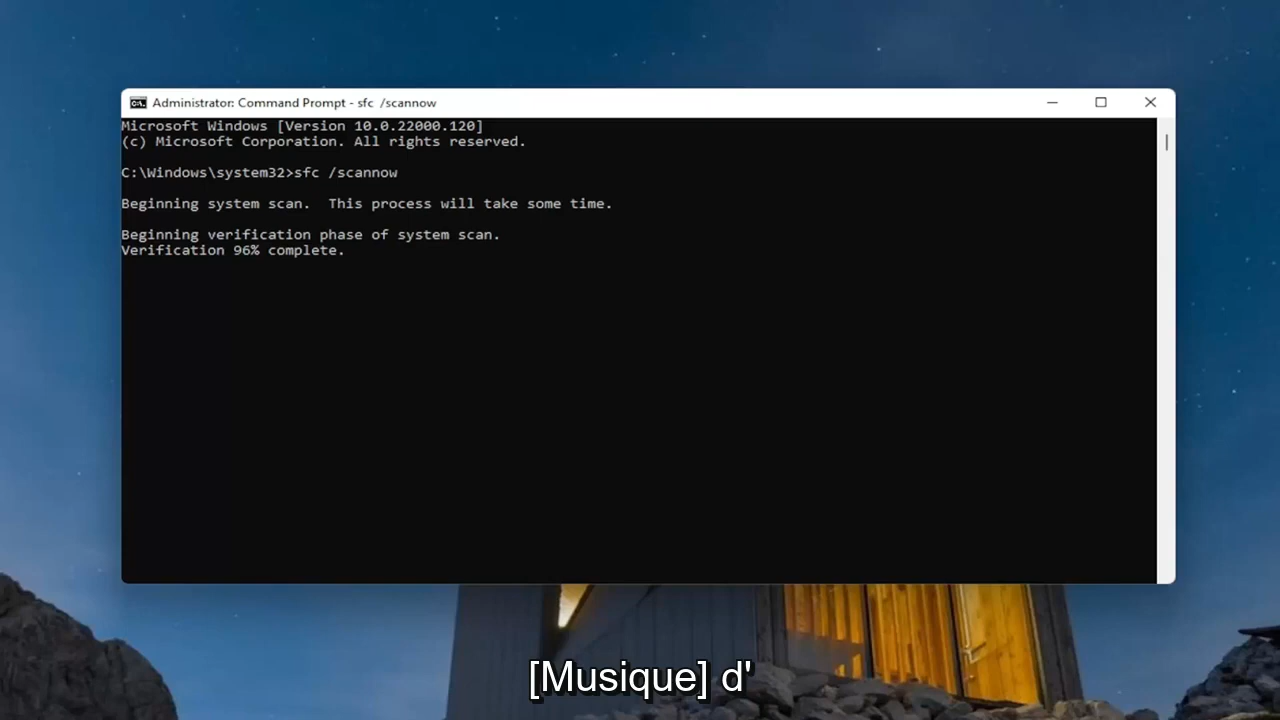 Administrator: Command Prompt - sfc  /scannow
Microsoft Windows [Version 10.0.22000.120]
(c) Microsoft Corporation. All rights reserved.
C:\Windows\system32>sfc /scannow
Beginning system scan.  This process will take some time.
Beginning verification phase of system scan.
Verification 96% complete.
[Musique] d'